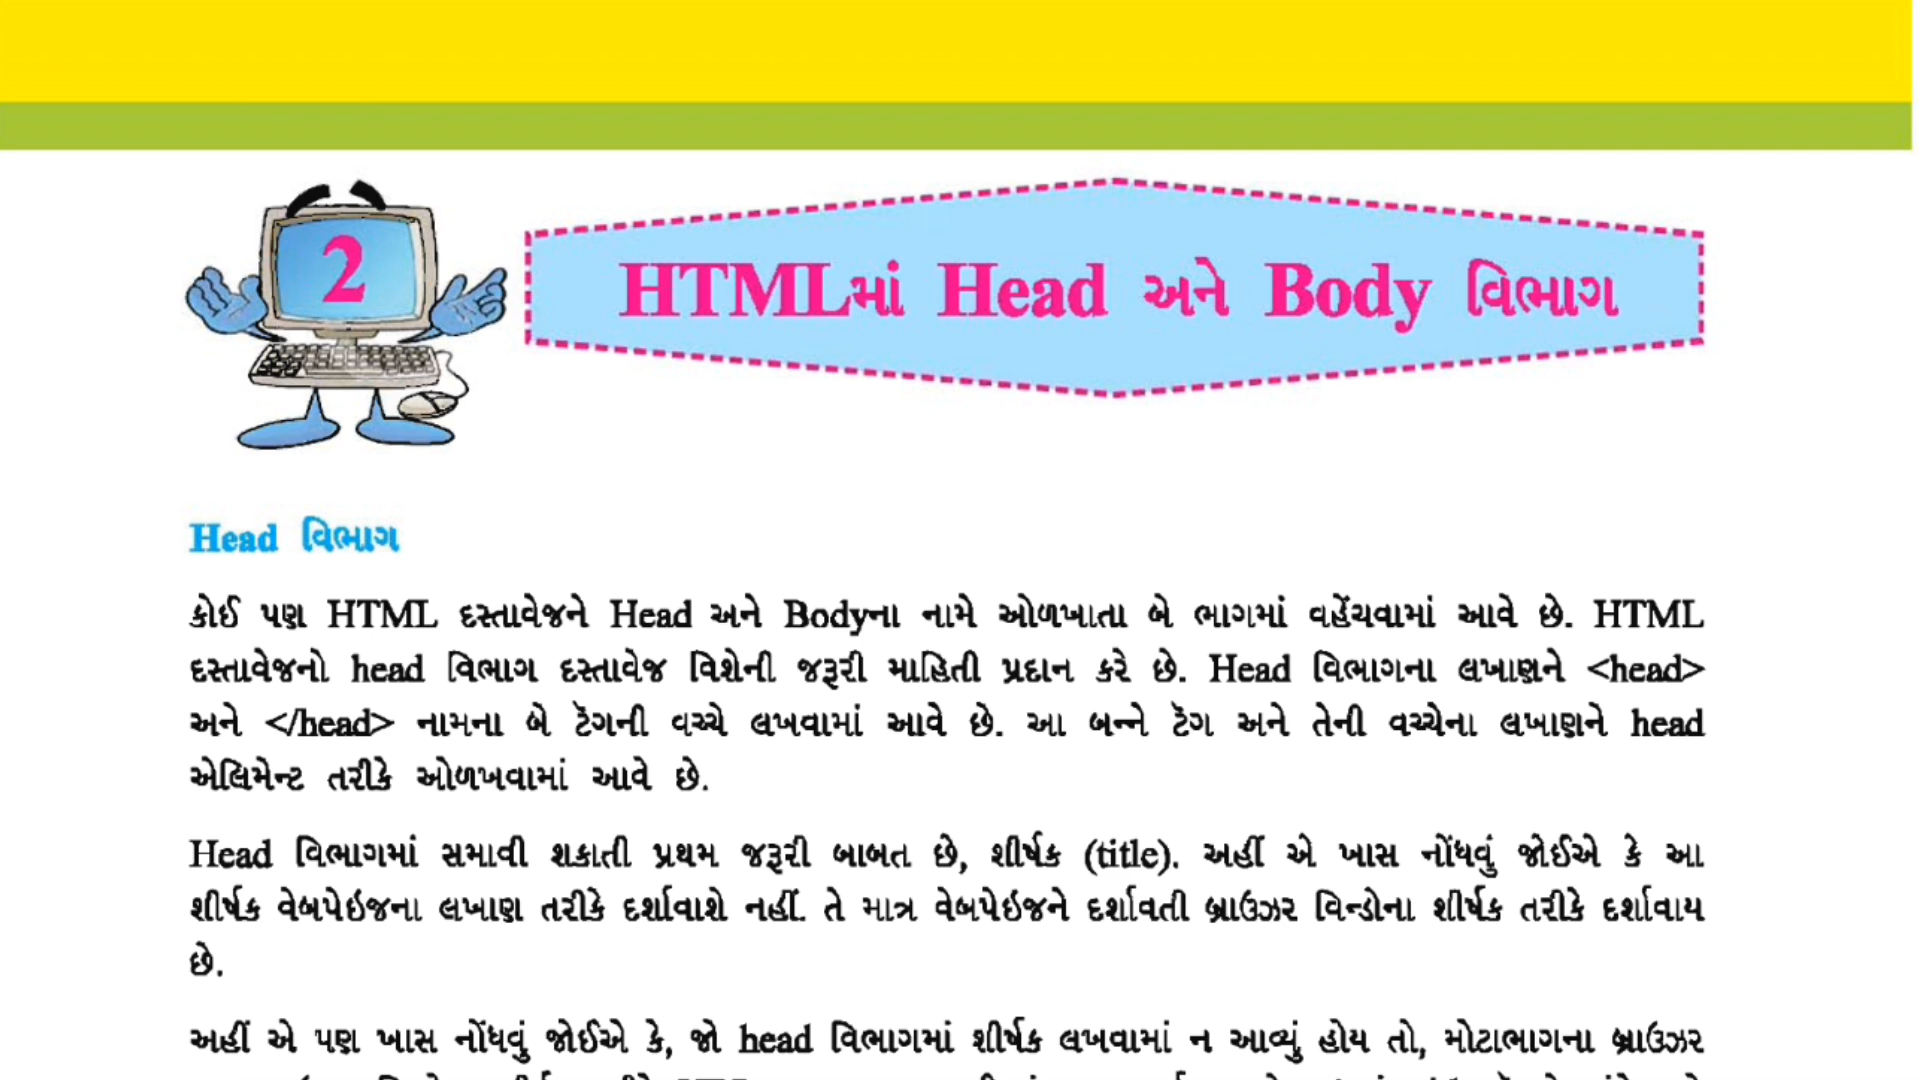 2
HTMLમાં Head અને Body વિભાગ
Head વિભાગ
કોઈ પણ HTML દસ્તાવેજને Head અને Bodyના નામે ઓળખાતા બે ભાગમાં વહેંચવામાં આવે છે. HTML
દસ્તાવેજનો head વિભાગ દસ્તાવેજ વિશેની જરૂરી માહિતી પ્રદાન કરે છે. Head વિભાગના લખાણને <head>
અને </head> નામના બે ટૅગની વચ્ચે લખવામાં આવે છે. આ બન્ને ટૅગ અને તેની વચ્ચેના લખાણને head
એલિમેન્ટ તરીકે ઓળખવામાં આવે છે.
Head વિભાગમાં સમાવી શકાતી પ્રથમ જરૂરી બાબત છે, શીર્ષક (title). અહીં એ ખાસ નોંધવું જોઈએ કે આ
શીર્ષક વેબપેઇજના લખાણ તરીકે દર્શાવાશે નહીં. તે માત્ર વેબપેઇજને દર્શાવતી બ્રાઉઝર વિન્ડોના શીર્ષક તરીકે દર્શાવાય
છે.
અહીં એ પણ ખાસ નોંધવું જોઈએ કે, જો head વિભાગમાં શીર્ષક લખવામાં ન આવ્યું હોય તો, મોટાભાગના બ્રાઉઝર